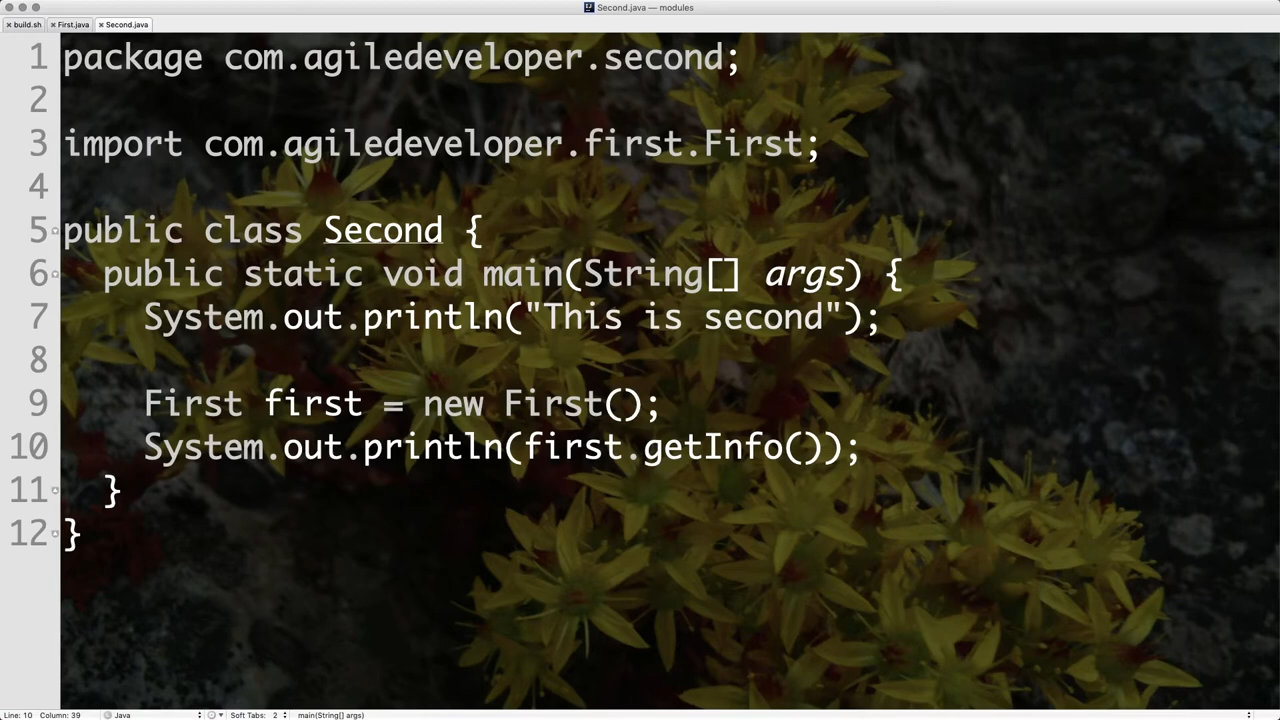 Second.java — modules
build.sh
First.java
Second.java
1 package com.agiledeveloper.second;
2
3 import com.agiledeveloper.first.First;
4
5 public class Second {
6   public static void main(String[] args) {
7     System.out.println("This is second");
8
9     First first = new First();
10     System.out.println(first.getInfo());
11   }
12 }
Line: 10 Column: 39 Java Soft Tabs: 2 main(String[] args)